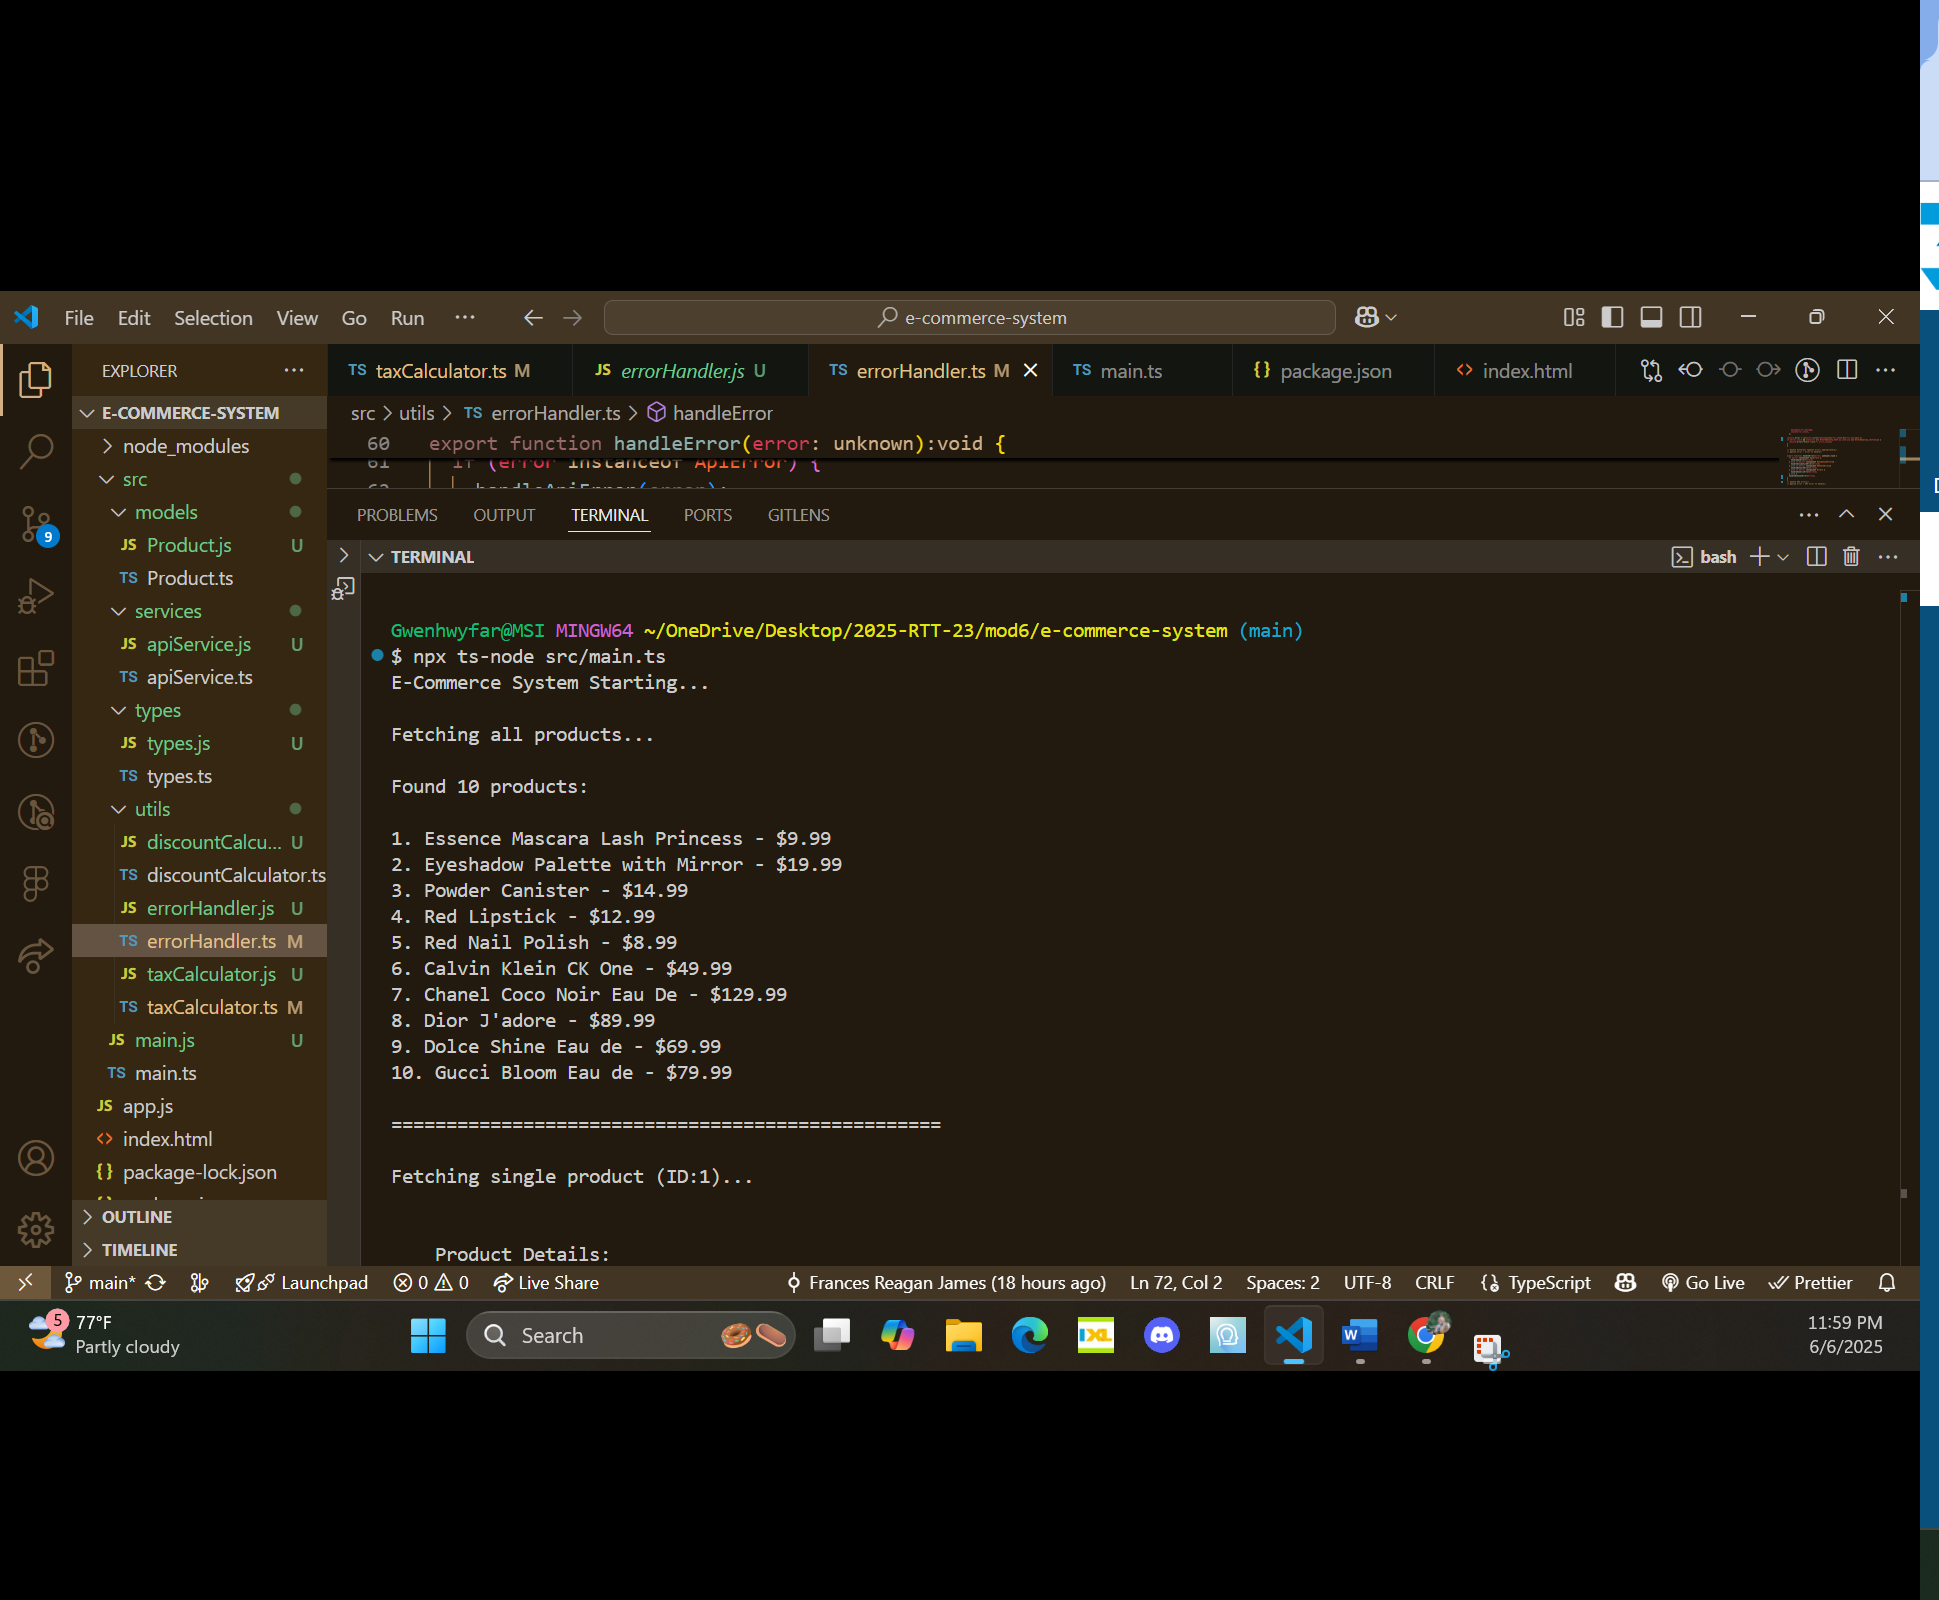 File Edit Selection View Go Run ···
e-commerce-system
EXPLORER ···
E-COMMERCE-SYSTEM
node_modules
src
models
JS Product.js U
TS Product.ts
services
JS apiService.js U
TS apiService.ts
types
JS types.js U
TS types.ts
utils
JS discountCalcu... U
TS discountCalculator.ts
JS errorHandler.js U
TS errorHandler.ts M
JS taxCalculator.js U
TS taxCalculator.ts M
JS main.js U
TS main.ts
JS app.js
<> index.html
{} package-lock.json
OUTLINE
TIMELINE
9
TS taxCalculator.ts M
JS errorHandler.js U
TS errorHandler.ts M
TS main.ts
{} package.json
<> index.html
src > utils > TS errorHandler.ts > handleError
60 export function handleError(error: unknown):void {
61 if (error instanceof ApiError) {
62 handleApiError(error);
PROBLEMS OUTPUT TERMINAL PORTS GITLENS
TERMINAL
bash
Gwenhwyfar@MSI MINGW64 ~/OneDrive/Desktop/2025-RTT-23/mod6/e-commerce-system (main)
$ npx ts-node src/main.ts
E-Commerce System Starting...
Fetching all products...
Found 10 products:
1. Essence Mascara Lash Princess - $9.99
2. Eyeshadow Palette with Mirror - $19.99
3. Powder Canister - $14.99
4. Red Lipstick - $12.99
5. Red Nail Polish - $8.99
6. Calvin Klein CK One - $49.99
7. Chanel Coco Noir Eau De - $129.99
8. Dior J'adore - $89.99
9. Dolce Shine Eau de - $69.99
10. Gucci Bloom Eau de - $79.99
==================================================
Fetching single product (ID:1)...
Product Details:
main* Launchpad 0 0 Live Share Frances Reagan James (18 hours ago) Ln 72, Col 2 Spaces: 2 UTF-8 CRLF TypeScript Go Live Prettier
5
77°F
Partly cloudy
Search
IXL
W
11:59 PM
6/6/2025